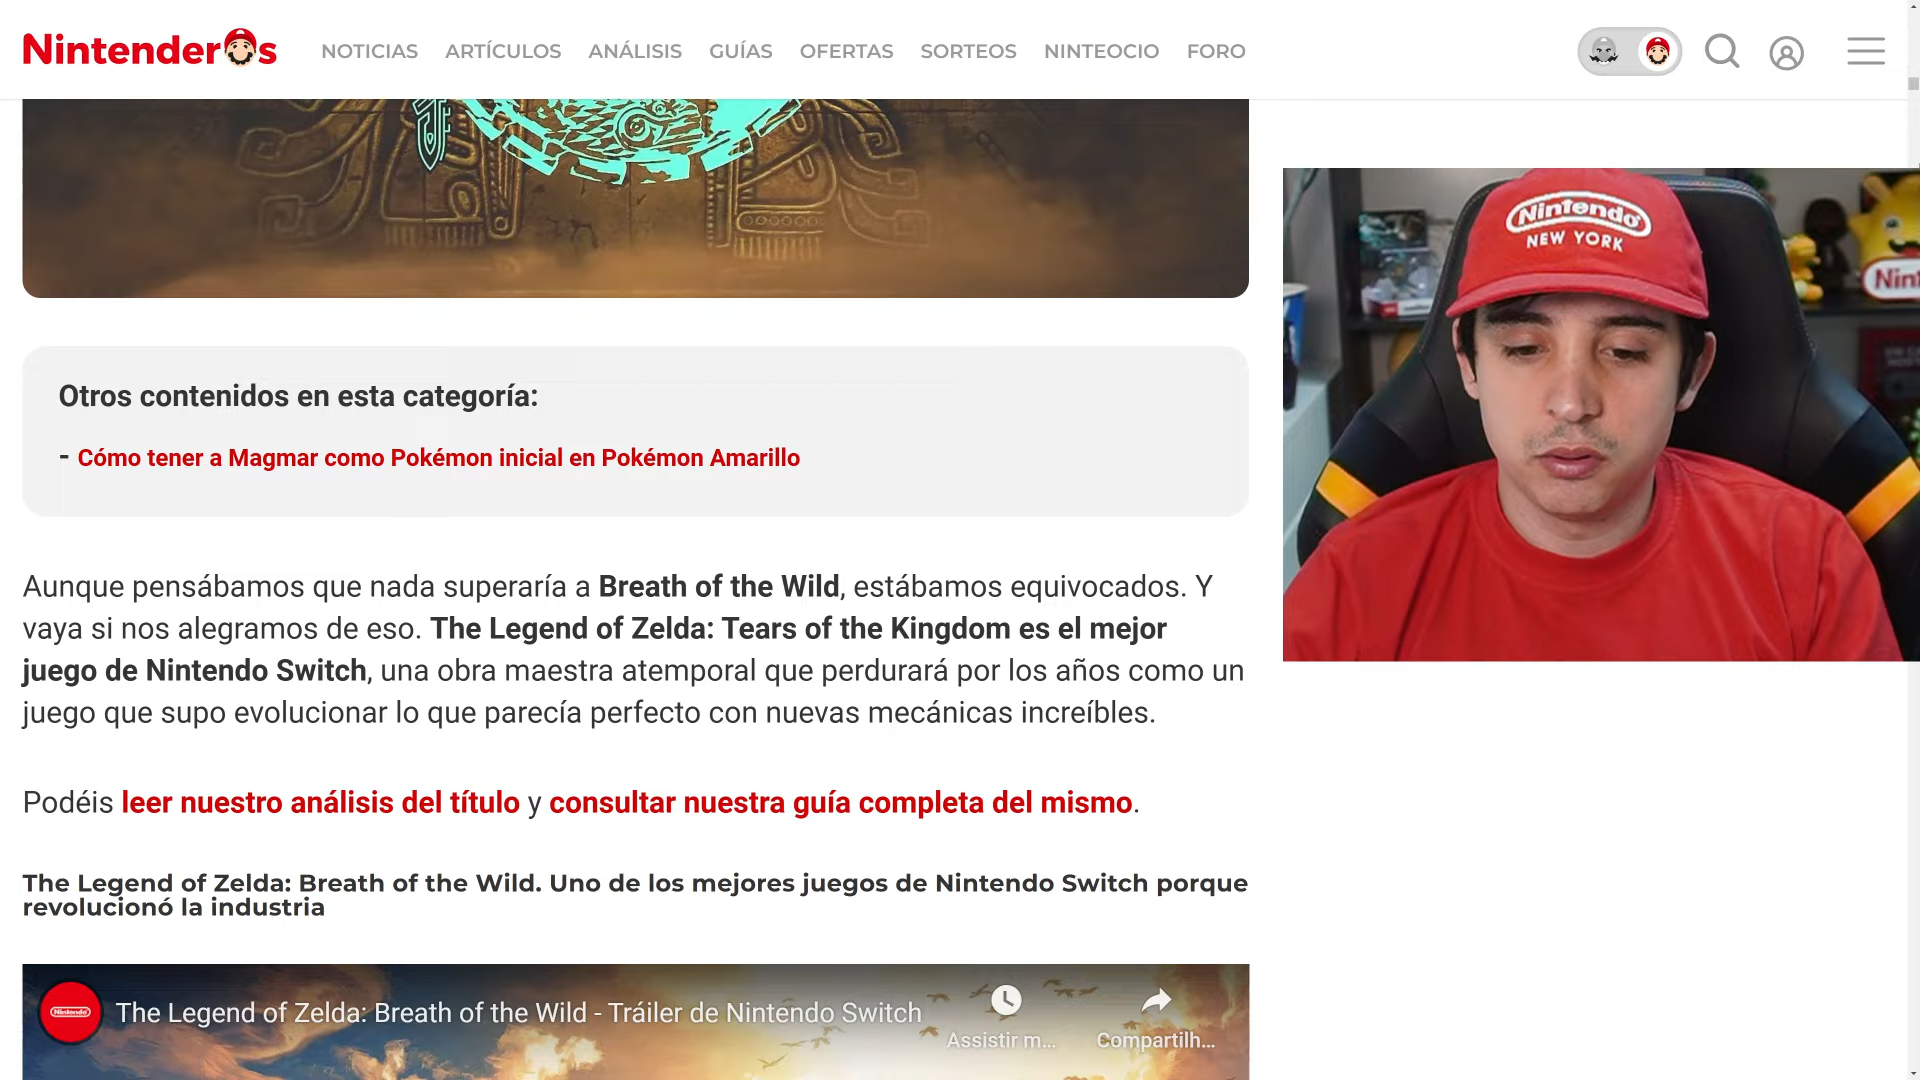 Nintenderos
NOTICIAS ARTÍCULOS ANÁLISIS GUÍAS OFERTAS SORTEOS NINTEOCIO FORO
Nintendo
NEW YORK
Nin
Otros contenidos en esta categoría:
- Cómo tener a Magmar como Pokémon inicial en Pokémon Amarillo
Aunque pensábamos que nada superaría a Breath of the Wild, estábamos equivocados. Y
vaya si nos alegramos de eso. The Legend of Zelda: Tears of the Kingdom es el mejor
juego de Nintendo Switch, una obra maestra atemporal que perdurará por los años como un
juego que supo evolucionar lo que parecía perfecto con nuevas mecánicas increíbles.
Podéis leer nuestro análisis del título y consultar nuestra guía completa del mismo.
The Legend of Zelda: Breath of the Wild. Uno de los mejores juegos de Nintendo Switch porque
revolucionó la industria
Nintendo
The Legend of Zelda: Breath of the Wild - Tráiler de Nintendo Switch
Assistir m...
Compartilh...